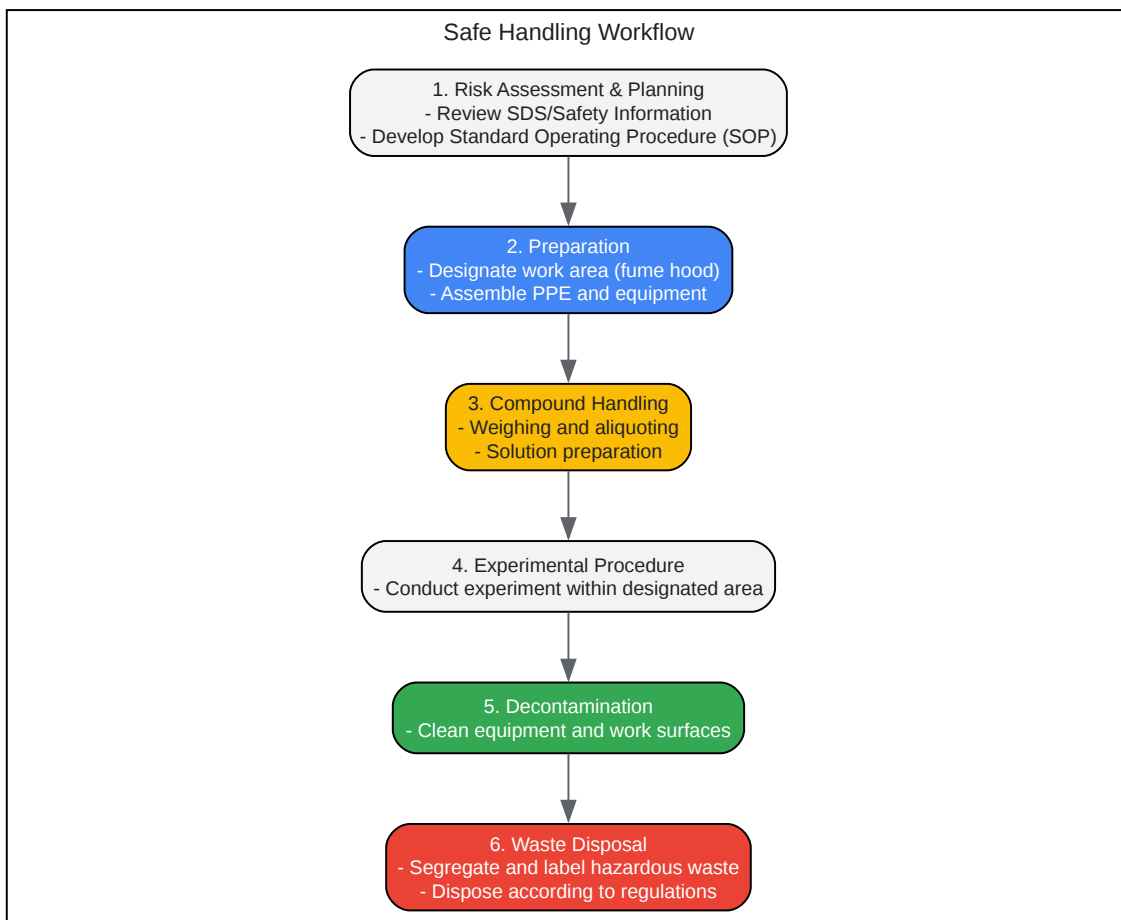 Safe Handling Workflow
1. Risk Assessment & Planning
- Review SDS/Safety Information
- Develop Standard Operating Procedure (SOP)
2. Preparation
- Designate work area (fume hood)
- Assemble PPE and equipment
3. Compound Handling
- Weighing and aliquoting
- Solution preparation
4. Experimental Procedure
- Conduct experiment within designated area
5. Decontamination
- Clean equipment and work surfaces
6. Waste Disposal
- Segregate and label hazardous waste
- Dispose according to regulations